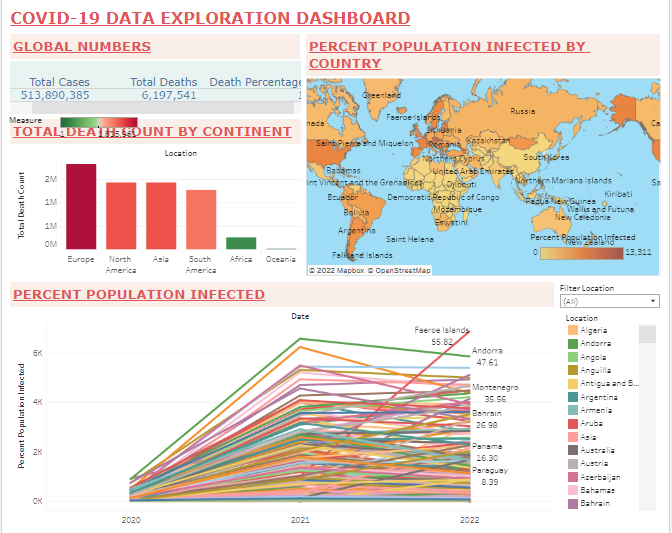 COVID-19 DATA EXPLORATION DASHBOARD
GLOBAL NUMBERS
Total Cases Total Deaths Death Percentage
513,890,385 6,197,541 1
Measure
TOTAL DEATH COUNT BY CONTINENT
Location
Total Death Count
2M
1M
1M
0M
Europe
North America
Asia
South America
Africa
Oceania
PERCENT POPULATION INFECTED BY
COUNTRY
Greenland
Russia
Faeroe Islands
nada
Lithuania
Ca
Saint Pierre and Miquelon
Romania
Kazakhstan
Northern Cyprus
South Korea
Bahamas
United Arab Emirates
int Vincent and the Grenadines
Djibouti
Northern Mariana Islands
Sa
Ecuador
Democratic Republic of Congo
Papua New Guinea
Kiribati
Bolivia
Mozambique
Wallis and Futuna
New Caledonia
Argentina
Eswatini
Saint Helena
Percent Population Infected
New Zealand
0
13,311
Falkland Islands
© 2022 Mapbox © OpenStreetMap
PERCENT POPULATION INFECTED
Date
Percent Population Infected
6K
4K
2K
0K
2020
2021
2022
Faeroe Islands
55.82
Andorra
47.61
Montenegro
35.56
Bahrain
26.98
Panama
16.30
Paraguay
8.39
Filter Location
(All)
Location
Algeria
Andorra
Angola
Anguilla
Antigua and B...
Argentina
Armenia
Aruba
Asia
Australia
Austria
Azerbaijan
Bahamas
Bahrain